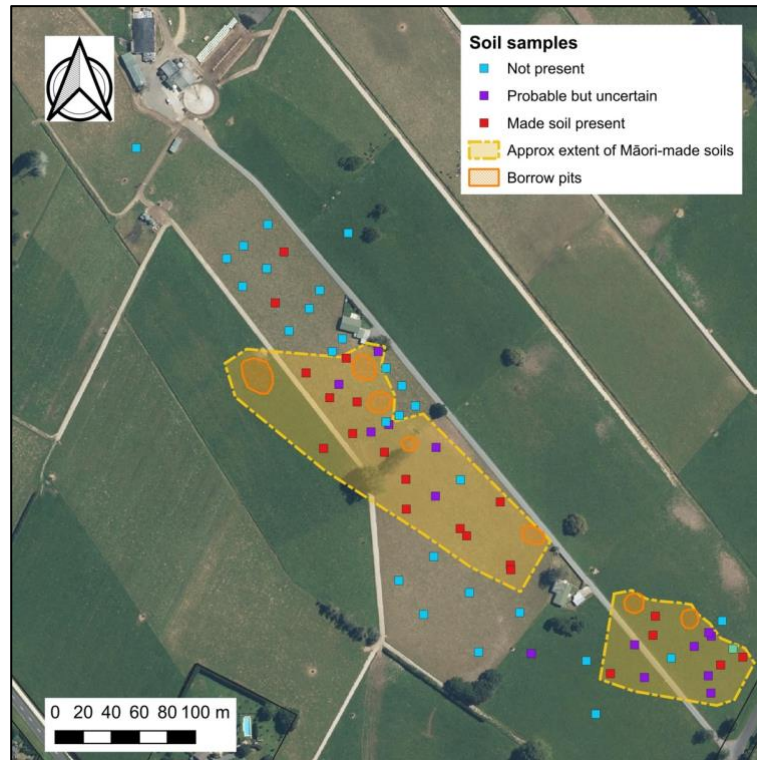 Soil samples
Not present
Probable but uncertain
Made soil present
Approx extent of Māori-made soils
Borrow pits
0 20 40 60 80 100 m